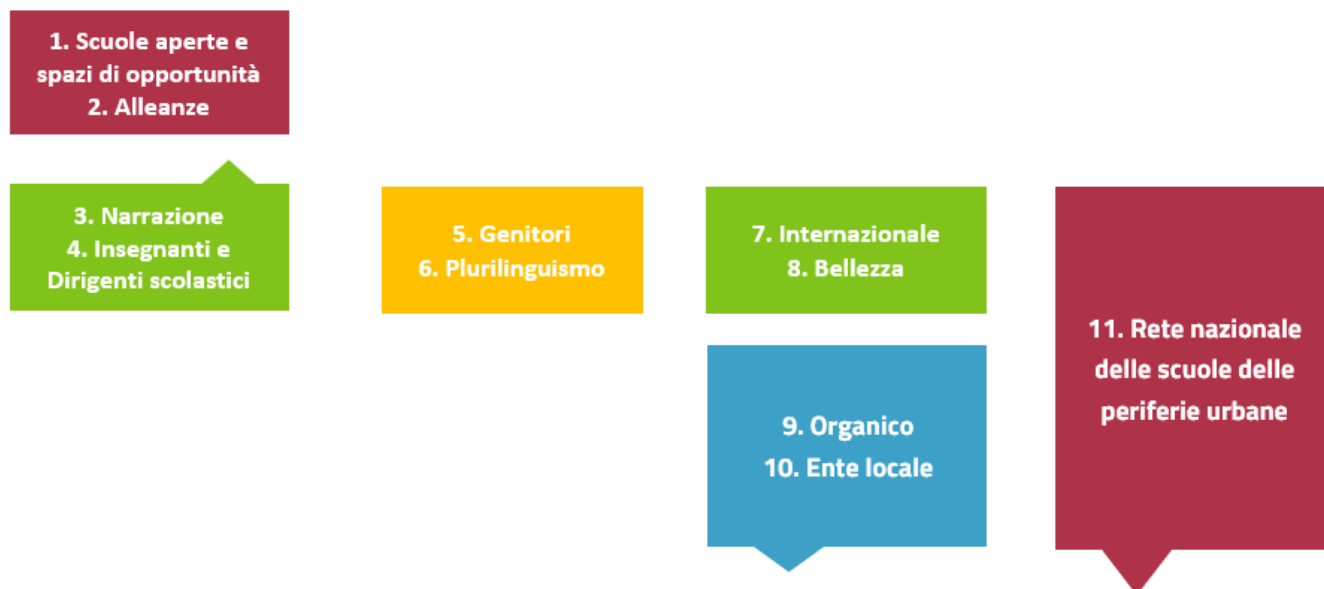 1. Scuole aperte e
spazi di opportunità
2. Alleanze
3. Narrazione
4. Insegnanti e
Dirigenti scolastici
5. Genitori
6. Plurilinguismo
7. Internazionale
8. Bellezza
9. Organico
10. Ente locale
11. Rete nazionale
delle scuole delle
periferie urbane